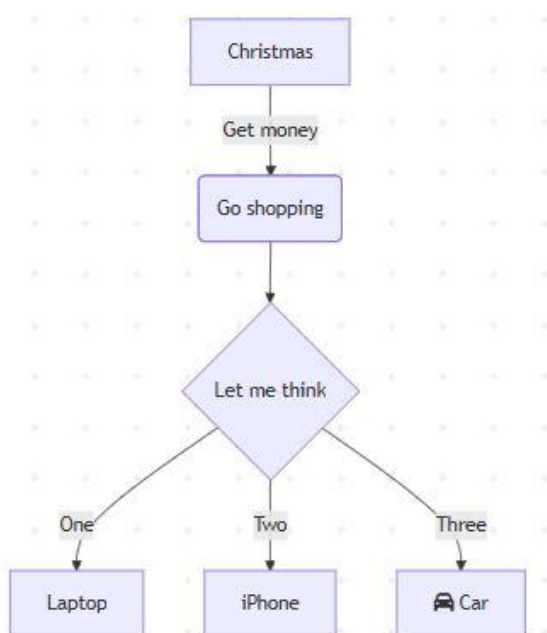 Christmas
Get money
Go shopping
Let me think
One
Two
Three
Laptop
iPhone
Car